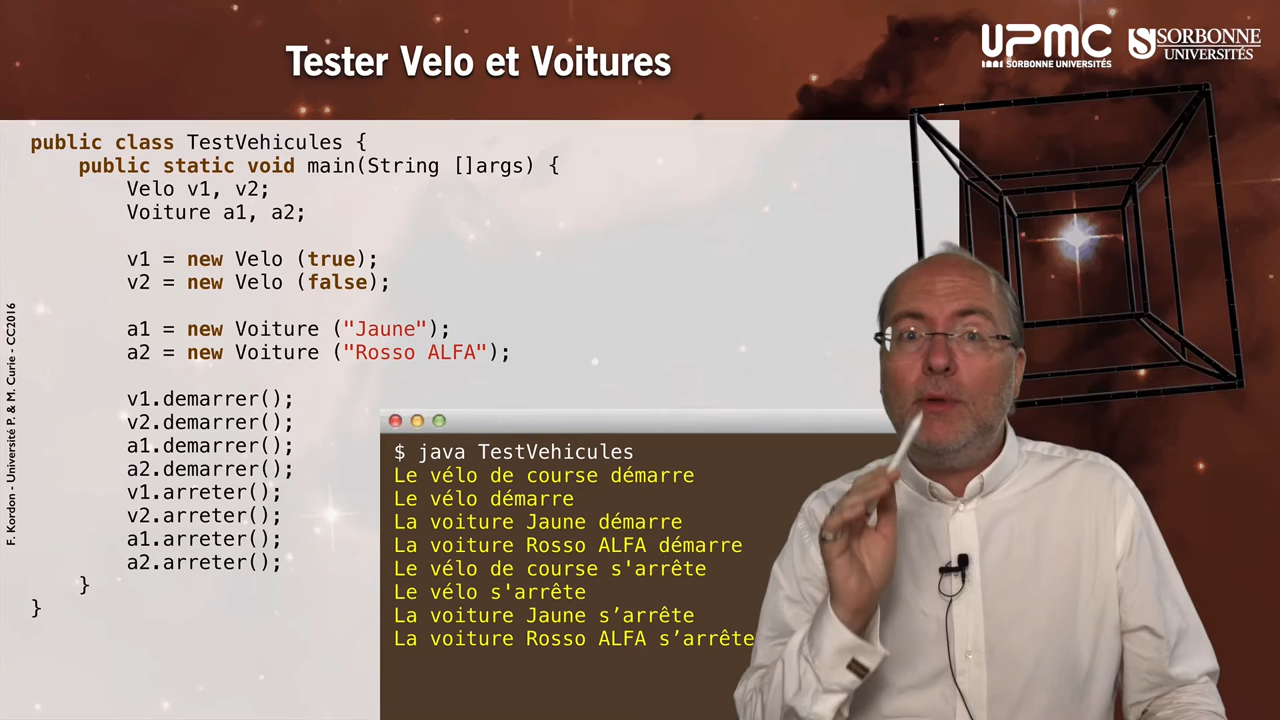 Tester Velo et Voitures
UPMC
SORBONNE UNIVERSITÉS
SORBONNE
UNIVERSITÉS
public class TestVehicules {
public static void main(String []args) {
Velo v1, v2;
Voiture a1, a2;
v1 = new Velo (true);
v2 = new Velo (false);
a1 = new Voiture ("Jaune");
a2 = new Voiture ("Rosso ALFA");
v1.demarrer();
v2.demarrer();
a1.demarrer();
a2.demarrer();
v1.arreter();
v2.arreter();
a1.arreter();
a2.arreter();
}
}
$ java TestVehicules
Le vélo de course démarre
Le vélo démarre
La voiture Jaune démarre
La voiture Rosso ALFA démarre
Le vélo de course s'arrête
Le vélo s'arrête
La voiture Jaune s’arrête
La voiture Rosso ALFA s’arrête
F. Kordon - Université P. & M. Curie - CC2016